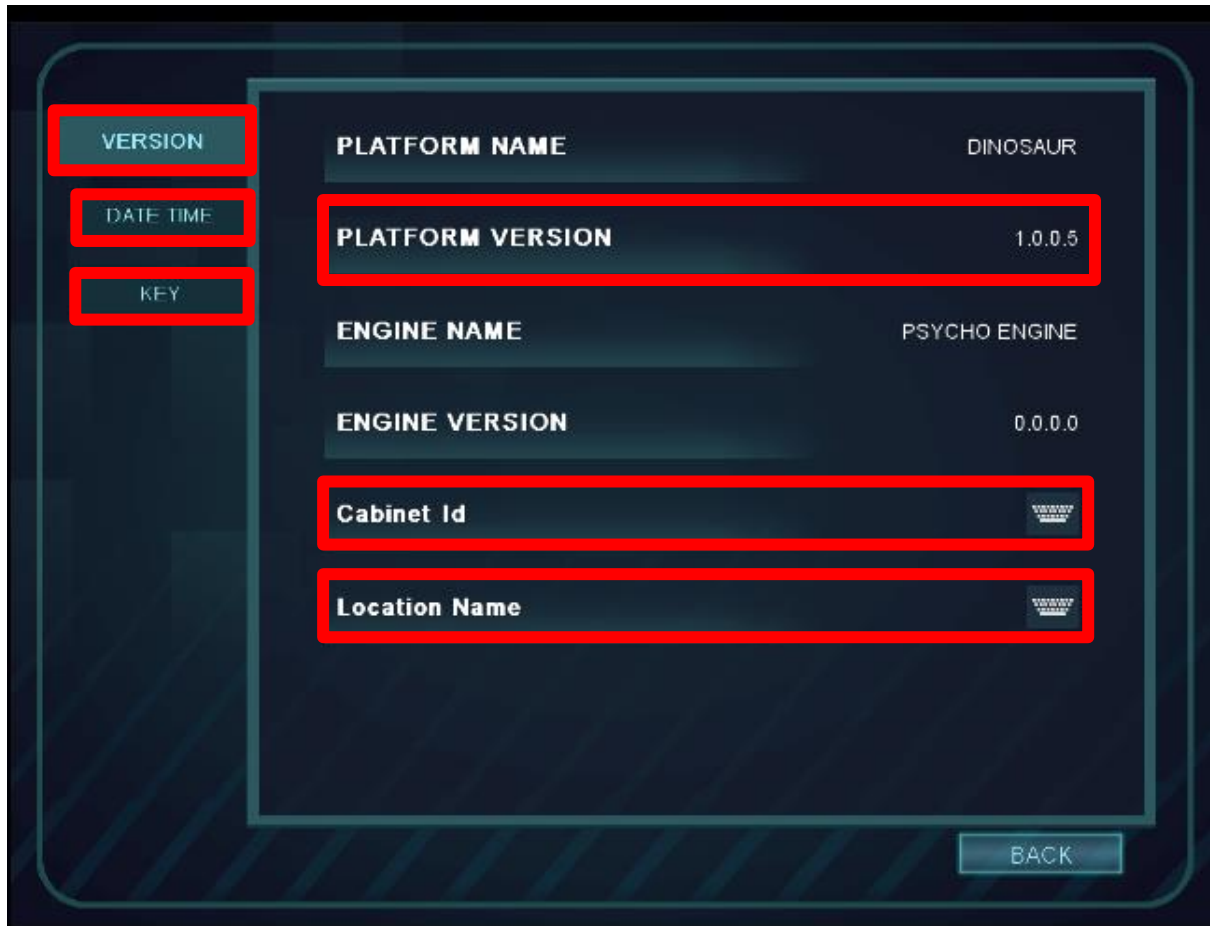 VERSION
DATE TIME
KEY
PLATFORM NAME DINOSAUR
PLATFORM VERSION 1.0.0.5
ENGINE NAME PSYCHO ENGINE
ENGINE VERSION 0.0.0.0
Cabinet Id
Location Name
BACK